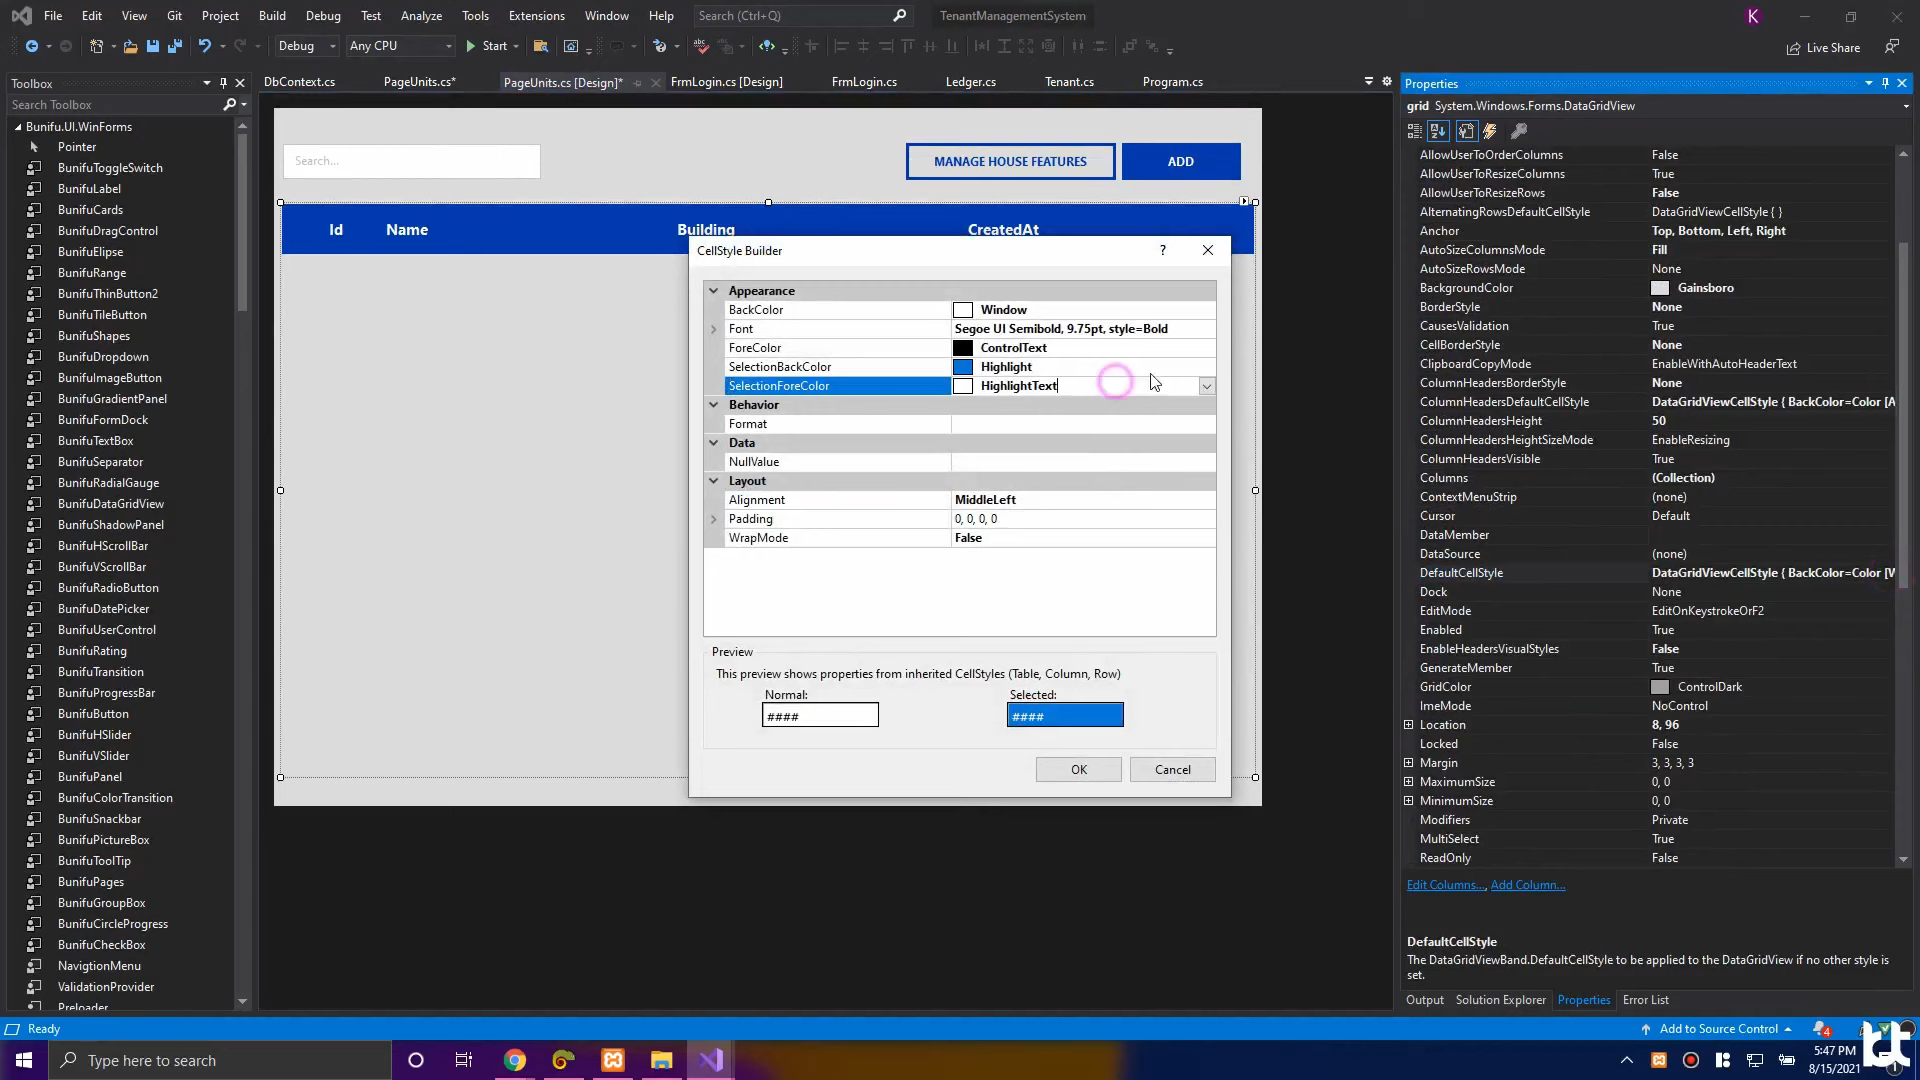 File Edit View Git Project Build Debug Test Analyze Tools Extensions Window Help Search (Ctrl+Q) TenantManagementSystem K
Debug Any CPU Start Live Share
Toolbox
Search Toolbox
Bunifu.UI.WinForms
Pointer
BunifuToggleSwitch
BunifuLabel
BunifuCards
BunifuDragControl
BunifuElipse
BunifuRange
BunifuThinButton2
BunifuTileButton
BunifuShapes
BunifuDropdown
BunifuImageButton
BunifuGradientPanel
BunifuFormDock
BunifuTextBox
BunifuSeparator
BunifuRadialGauge
BunifuDataGridView
BunifuShadowPanel
BunifuHScrollBar
BunifuVScrollBar
BunifuRadioButton
BunifuDatePicker
BunifuUserControl
BunifuRating
BunifuTransition
BunifuProgressBar
BunifuButton
BunifuHSlider
BunifuVSlider
BunifuPanel
BunifuColorTransition
BunifuSnackbar
BunifuPictureBox
BunifuToolTip
BunifuPages
BunifuGroupBox
BunifuCircleProgress
BunifuCheckBox
NavigtionMenu
ValidationProvider
Preloader
DbContext.cs PageUnits.cs* PageUnits.cs [Design]* FrmLogin.cs [Design] FrmLogin.cs Ledger.cs Tenant.cs Program.cs
Search...
MANAGE HOUSE FEATURES ADD
Id Name Building CreatedAt
CellStyle Builder ?
Appearance
BackColor Window
Font Segoe UI Semibold, 9.75pt, style=Bold
ForeColor ControlText
SelectionBackColor Highlight
SelectionForeColor HighlightText
Behavior
Format
Data
NullValue
Layout
Alignment MiddleLeft
Padding 0, 0, 0, 0
WrapMode False
Preview
This preview shows properties from inherited CellStyles (Table, Column, Row)
Normal: Selected:
#### ####
OK Cancel
Properties
grid System.Windows.Forms.DataGridView
AllowUserToOrderColumns False
AllowUserToResizeColumns True
AllowUserToResizeRows False
AlternatingRowsDefaultCellStyle DataGridViewCellStyle { }
Anchor Top, Bottom, Left, Right
AutoSizeColumnsMode Fill
AutoSizeRowsMode None
BackgroundColor Gainsboro
BorderStyle None
CausesValidation True
CellBorderStyle None
ClipboardCopyMode EnableWithAutoHeaderText
ColumnHeadersBorderStyle None
ColumnHeadersDefaultCellStyle DataGridViewCellStyle { BackColor=Color [A
ColumnHeadersHeight 50
ColumnHeadersHeightSizeMode EnableResizing
ColumnHeadersVisible True
Columns (Collection)
ContextMenuStrip (none)
Cursor Default
DataMember
DataSource (none)
DefaultCellStyle DataGridViewCellStyle { BackColor=Color [W
Dock None
EditMode EditOnKeystrokeOrF2
Enabled True
EnableHeadersVisualStyles False
GenerateMember True
GridColor ControlDark
ImeMode NoControl
Location 8, 96
Locked False
Margin 3, 3, 3, 3
MaximumSize 0, 0
MinimumSize 0, 0
Modifiers Private
MultiSelect True
ReadOnly False
Edit Columns..., Add Column...
DefaultCellStyle
The DataGridViewBand.DefaultCellStyle to be applied to the DataGridView if no other style is
set.
Output Solution Explorer Properties Error List
Ready Add to Source Control 4
Type here to search
5:47 PM
8/15/2021